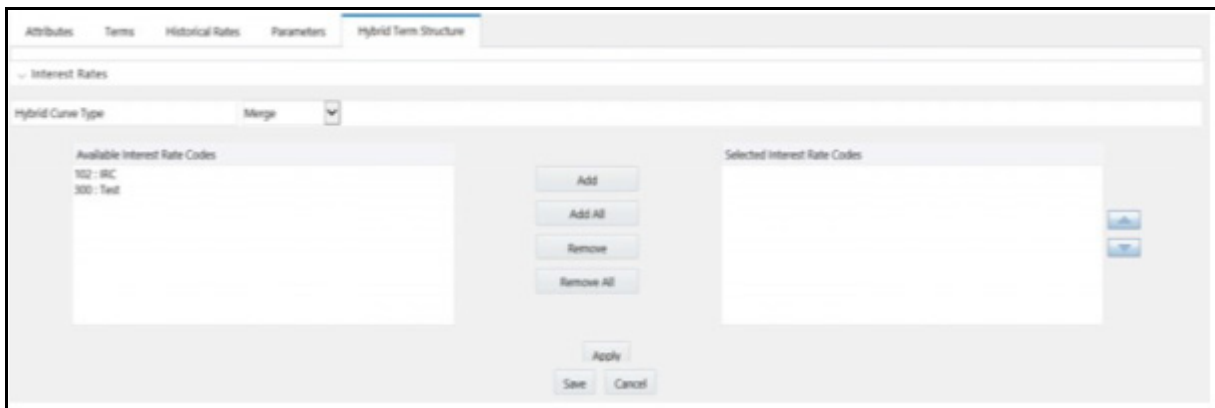 Attributes Terms Historical Rates Parameters Hybrid Term Structure
Interest Rates
Hybrid Curve Type Merge
Available Interest Rate Codes Selected Interest Rate Codes
102 : IRC
300 : Test
Add
Add All
Remove
Remove All
Apply
Save Cancel